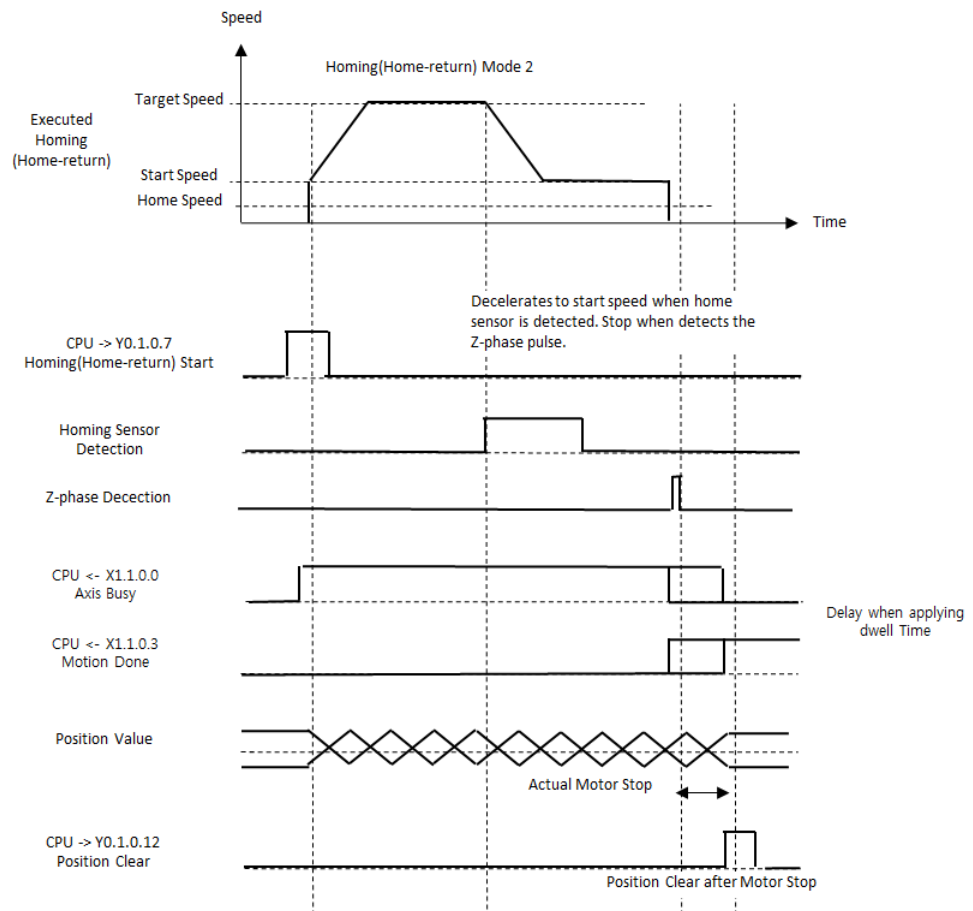 Speed
Homing(Home-return) Mode 2
Target Speed
Executed
Homing
(Home-return)
Start Speed
Home Speed
Time
Decelerates to start speed when home
sensor is detected. Stop when detects the
Z-phase pulse.
CPU -> Y0.1.0.7
Homing(Home-return) Start
Homing Sensor
Detection
Z-phase Decection
CPU <- X1.1.0.0
Axis Busy
Delay when applying
dwell Time
CPU <- X1.1.0.3
Motion Done
Position Value
Actual Motor Stop
CPU -> Y0.1.0.12
Position Clear
Position Clear after Motor Stop